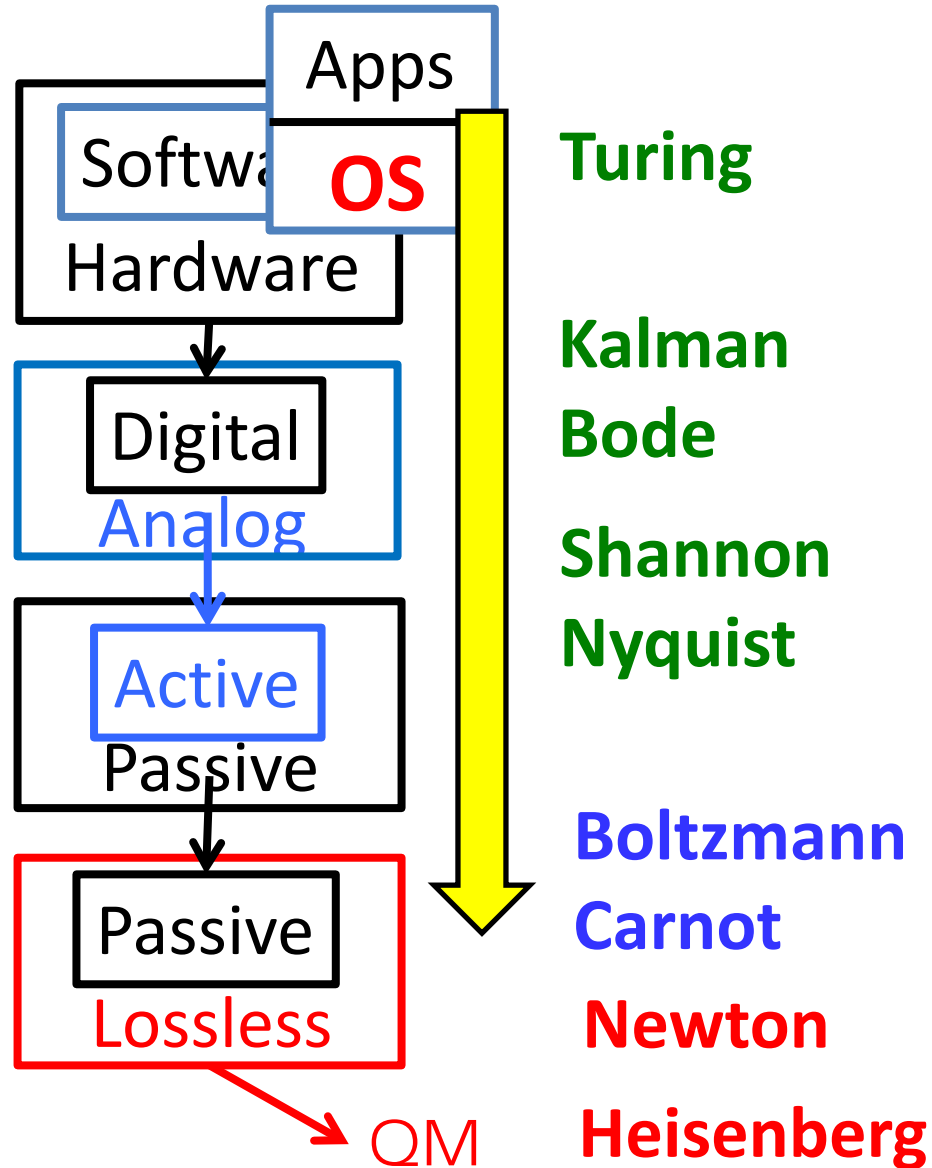 Apps
Softwa
OS
Hardware
Digital
Analog
Active
Passive
Passive
Lossless
QM
Turing
Kalman
Bode
Shannon
Nyquist
Boltzmann
Carnot
Newton
Heisenberg